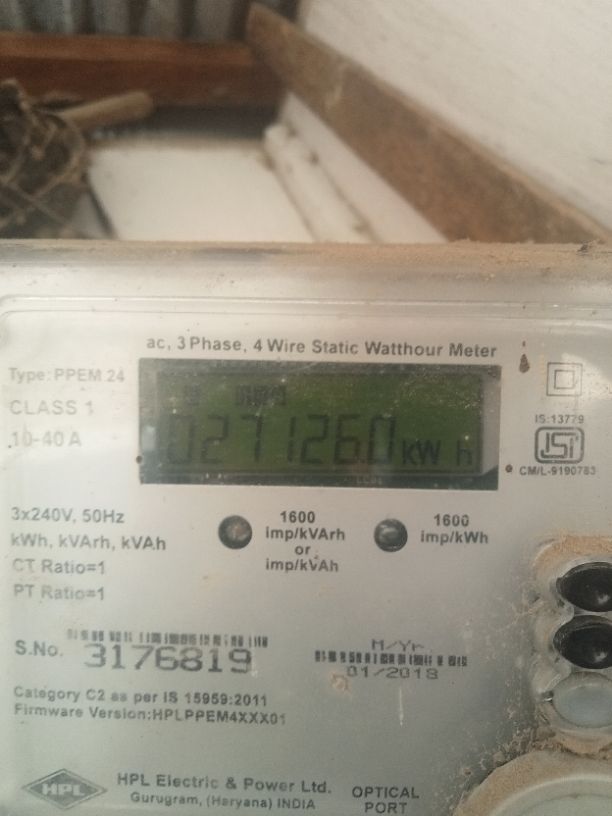 ac, 3 Phase, 4 Wire Static Watthour Meter
Type: PPEM 24
CLASS 1
10-40 A
0271260 kWh
IS:13779
ISI
CM/L-9190783
3x240V, 50Hz
kWh, kVArh, kVAh
CT Ratio=1
PT Ratio=1
1600
imp/kVArh
or
imp/kVAh
1600
imp/kWh
S.No. 3176819
M/Yr.
01/2018
Category C2 as per IS 15959:2011
Firmware Version:HPLPPEM4XXX01
HPL
HPL Electric & Power Ltd.
Gurugram, (Haryana) INDIA
OPTICAL
PORT